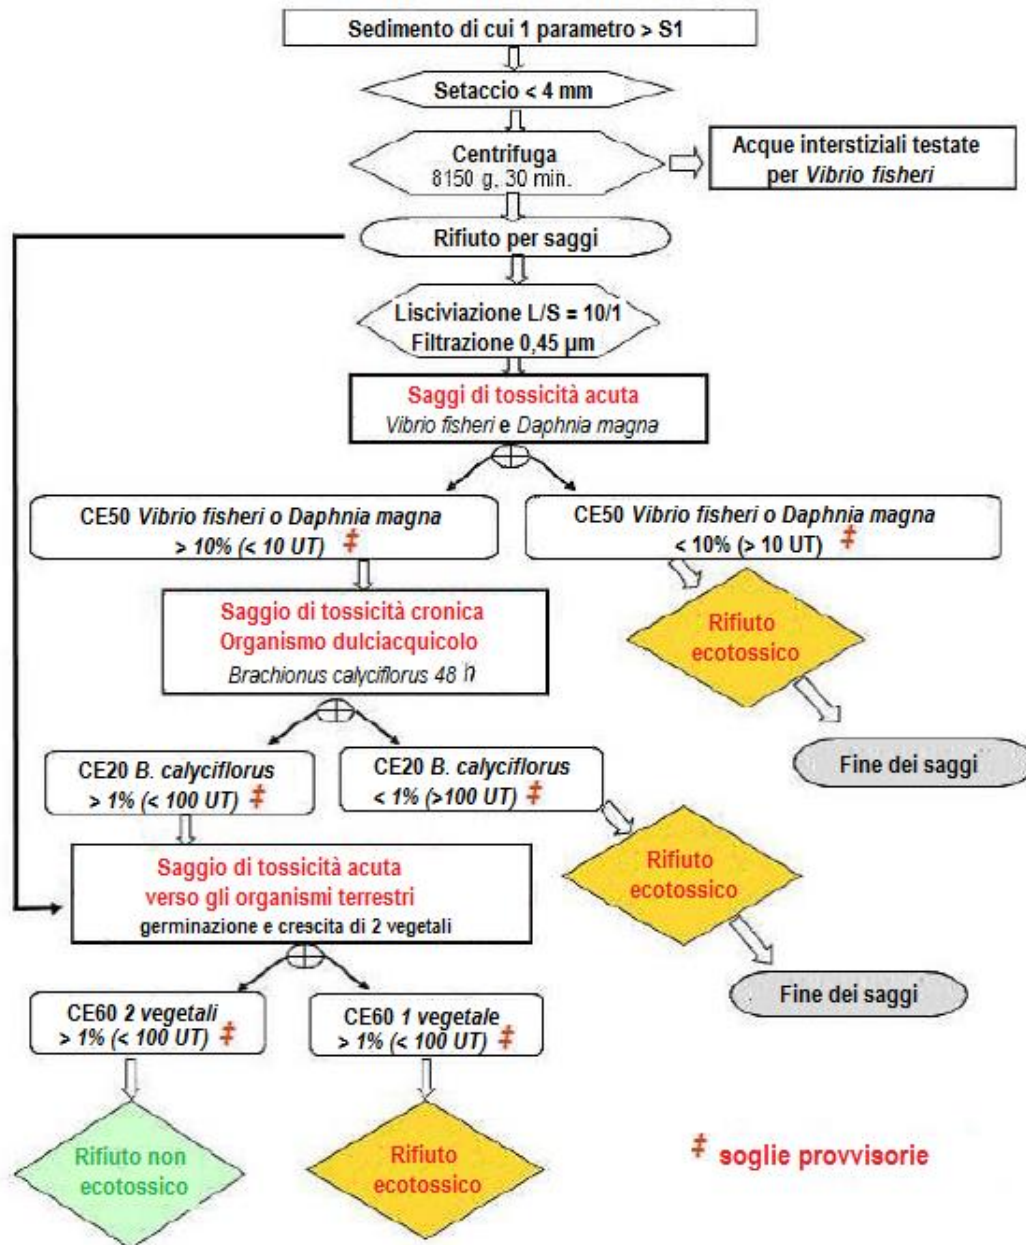 Sedimento di cui 1 parametro > S1
Setaccio < 4 mm
Centrifuga
8150 g, 30 min.
Acque interstiziali testate
per Vibrio fisheri
Rifiuto per saggi
Lisciviazione L/S = 10/1
Filtrazione 0,45 µm
Saggi di tossicità acuta
Vibrio fisheri e Daphnia magna
CE50 Vibrio fisheri o Daphnia magna
> 10% (< 10 UT) ‡
CE50 Vibrio fisheri o Daphnia magna
< 10% (> 10 UT) ‡
Saggio di tossicità cronica
Organismo dulciacquicolo
Brachionus calyciflorus 48 h
Rifiuto
ecotossico
Fine dei saggi
CE20 B. calyciflorus
> 1% (< 100 UT) ‡
CE20 B. calyciflorus
< 1% (>100 UT) ‡
Rifiuto
ecotossico
Fine dei saggi
Saggio di tossicità acuta
verso gli organismi terrestri
germinazione e crescita di 2 vegetali
CE60 2 vegetali
> 1% (< 100 UT) ‡
CE60 1 vegetale
> 1% (< 100 UT) ‡
Rifiuto non
ecotossico
Rifiuto
ecotossico
‡ soglie provvisorie